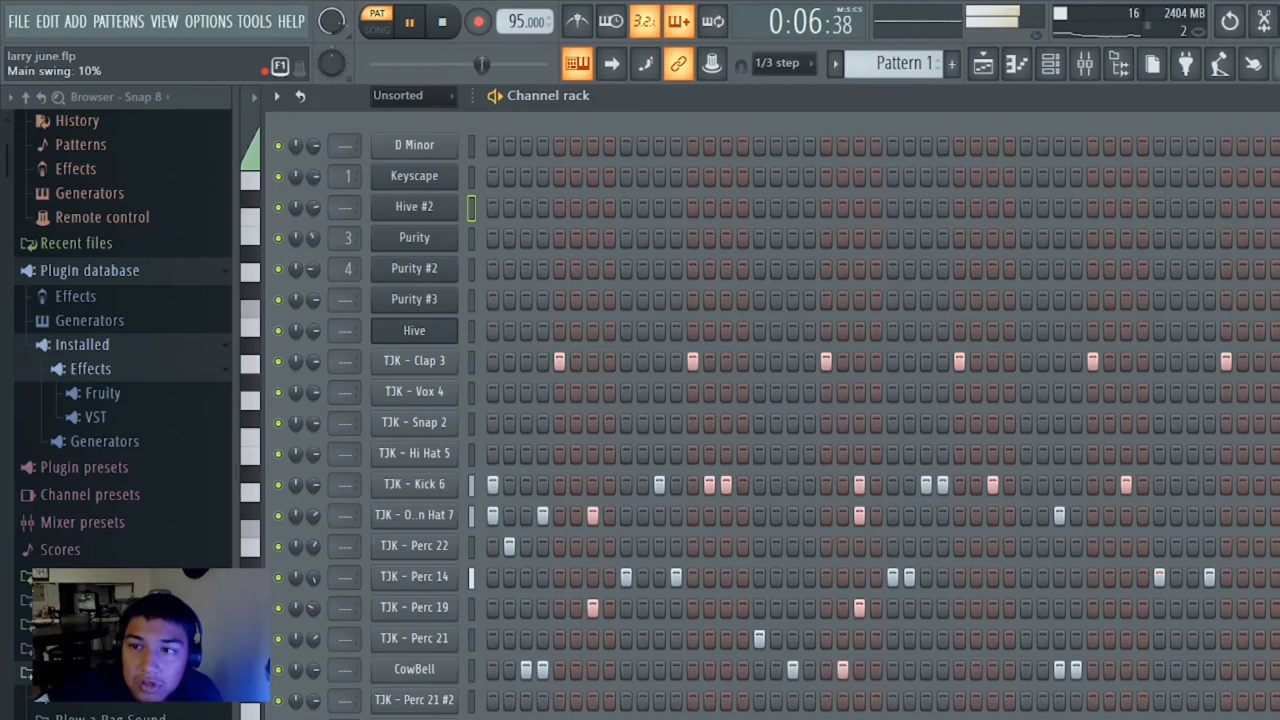 FILE EDIT ADD PATTERNS VIEW OPTIONS TOOLS HELP
PAT
SONG
95.000
3.2.
0:06:38
M:S:CS
16
2404 MB
2
larry june.flp
Main swing: 10%
F1
1/3 step
Pattern 1
Browser - Snap 8
Unsorted
Channel rack
History
Patterns
Effects
Generators
Remote control
Recent files
Plugin database
Effects
Generators
Installed
Effects
Fruity
VST
Generators
Plugin presets
Channel presets
Mixer presets
Scores
D Minor
1 Keyscape
Hive #2
3 Purity
4 Purity #2
Purity #3
Hive
TJK - Clap 3
TJK - Vox 4
TJK - Snap 2
TJK - Hi Hat 5
TJK - Kick 6
TJK - O..n Hat 7
TJK - Perc 22
TJK - Perc 14
TJK - Perc 19
TJK - Perc 21
CowBell
TJK - Perc 21 #2